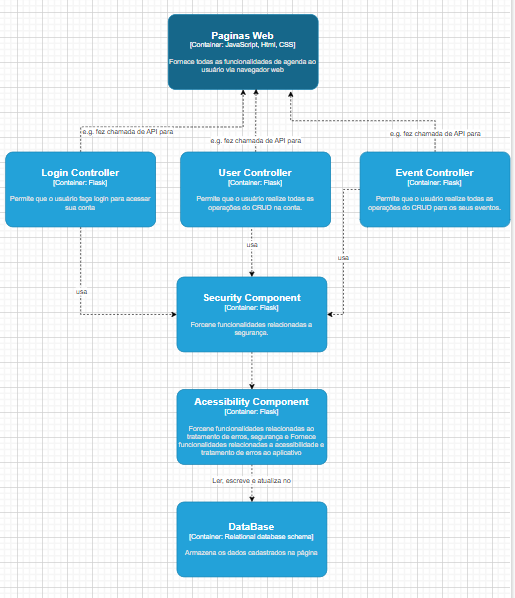 Paginas Web
[Container: JavaScript, Html, CSS]
Fornece todas as funcionalidades de agenda ao
usuário via navegador web
e.g. fez chamada de API para
e.g. fez chamada de API para
e.g. fez chamada de API para
Login Controller
[Container: Flask]
Permite que o usuário faça login para acessar
sua conta
User Controller
[Container: Flask]
Permite que o usuário realize todas as
operações do CRUD na conta.
Event Controller
[Container: Flask]
Permite que o usuário realize todas as
operações do CRUD para os seus eventos.
usa
usa
usa
Security Component
[Container: Flask]
Forcene funcionalidades relacionadas a
segurança.
Acessibility Component
[Container: Flask]
Forcene funcionalidades relacionadas ao
tratamento de erros, segurança e Fornece
funcionalidades relacionadas a acessibilidade e
tratamento de erros ao aplicativo
Ler, escreve e atualiza no
DataBase
[Container: Relational database schema]
Armazena os dados cadastrados na página